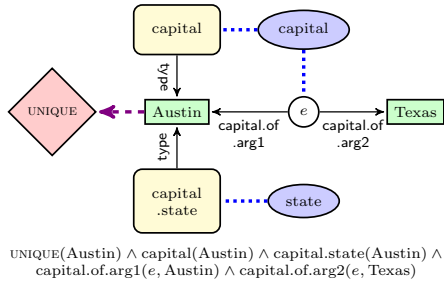 capital
capital
type
UNIQUE
Austin
e
Texas
capital.of
.arg1
capital.of
.arg2
type
capital
.state
state
UNIQUE(Austin) ∧ capital(Austin) ∧ capital.state(Austin) ∧
capital.of.arg1(e, Austin) ∧ capital.of.arg2(e, Texas)